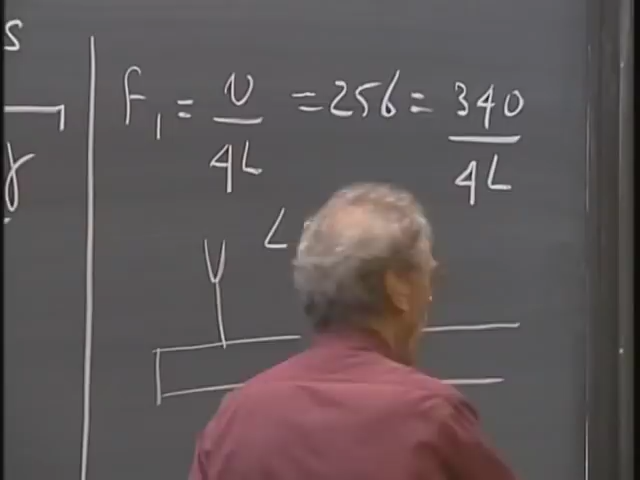 s
F₁ = v/4L = 256 = 340/4L
γ
L